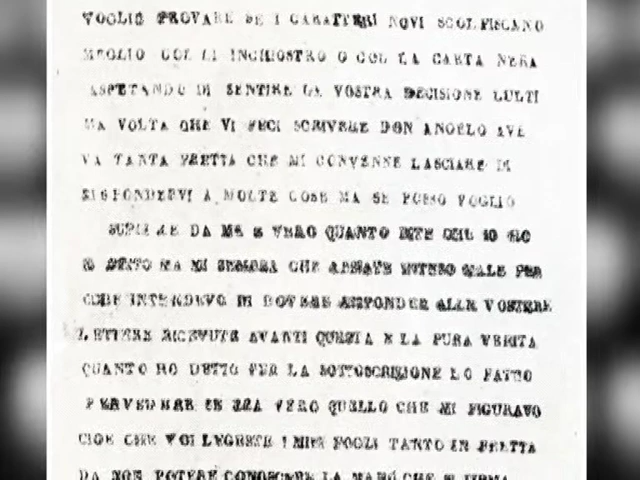 VOGLIO PROVARE SE I CARATTERI NOVI SCOLPISCANO
MEGLIO COL LI INCHIOSTRO O COL LA CARTA NERA
ASPETANDO DI SENTIRE LA VOSTRA DECISIONE LULTI
MA VOLTA CHE VI FECI SCRIVERE DON ANGELO AVE
VA TANTA FRETTA CHE MI CONVENNE LASCIARE DI
RISPONDERVI A MOLTE COSE MA SE POSSO VOGLIO
DA ME E VERO QUANTO DITE CHE IO HO
DETTO MA MI SEMBRA CHE ABBIATE INTESO MALE PER
CHE INTENDEVO DI DOVERE RISPONDER ALLE VOSTERE
LETTERE RICEVUTE AVANTI QUESTA E LA PURA VERITA
QUANTO HO DETTO PER LA SOTTOSCRIZIONE LO FATTO
PER VEDERE SE ERA VERO QUELLO CHE MI FIGURAVO
CIOE CHE VOI LEGGETE I MIEI FOGLI TANTO IN FRETTA
DA NON POTERE CONOSCERE LA MANO CHE